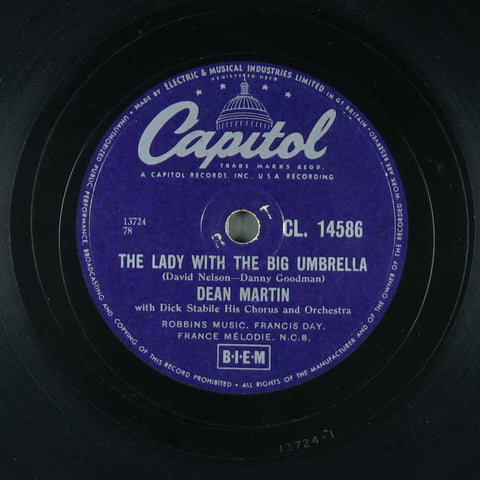 MADE BY ELECTRIC & MUSICAL INDUSTRIES LIMITED IN GT. BRITAIN •
REGISTERED USER
Capitol
TRADE MARKS REGD.
A CAPITOL RECORDS, INC., U.S.A. RECORDING
13724
78
R T
CL. 14586
THE LADY WITH THE BIG UMBRELLA
(David Nelson—Danny Goodman)
DEAN MARTIN
with Dick Stabile His Chorus and Orchestra
ROBBINS MUSIC. FRANCIS DAY.
FRANCE MÉLODIE. N.C.B.
B·I·E·M
ALL RIGHTS OF THE MANUFACTURER AND OF THE OWNER OF THE RECORDED WORK ARE RESERVED •
UNAUTHORIZED PUBLIC PERFORMANCE BROADCASTING AND COPYING OF THIS RECORD PROHIBITED •
13724-1